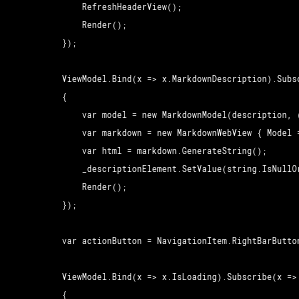 RefreshHeaderView();
Render();
});
ViewModel.Bind(x => x.MarkdownDescription).Subsc
{
var model = new MarkdownModel(description,
var markdown = new MarkdownWebView { Model =
var html = markdown.GenerateString();
_descriptionElement.SetValue(string.IsNullOr
Render();
});
var actionButton = NavigationItem.RightBarButton
ViewModel.Bind(x => x.IsLoading).Subscribe(x =>
{